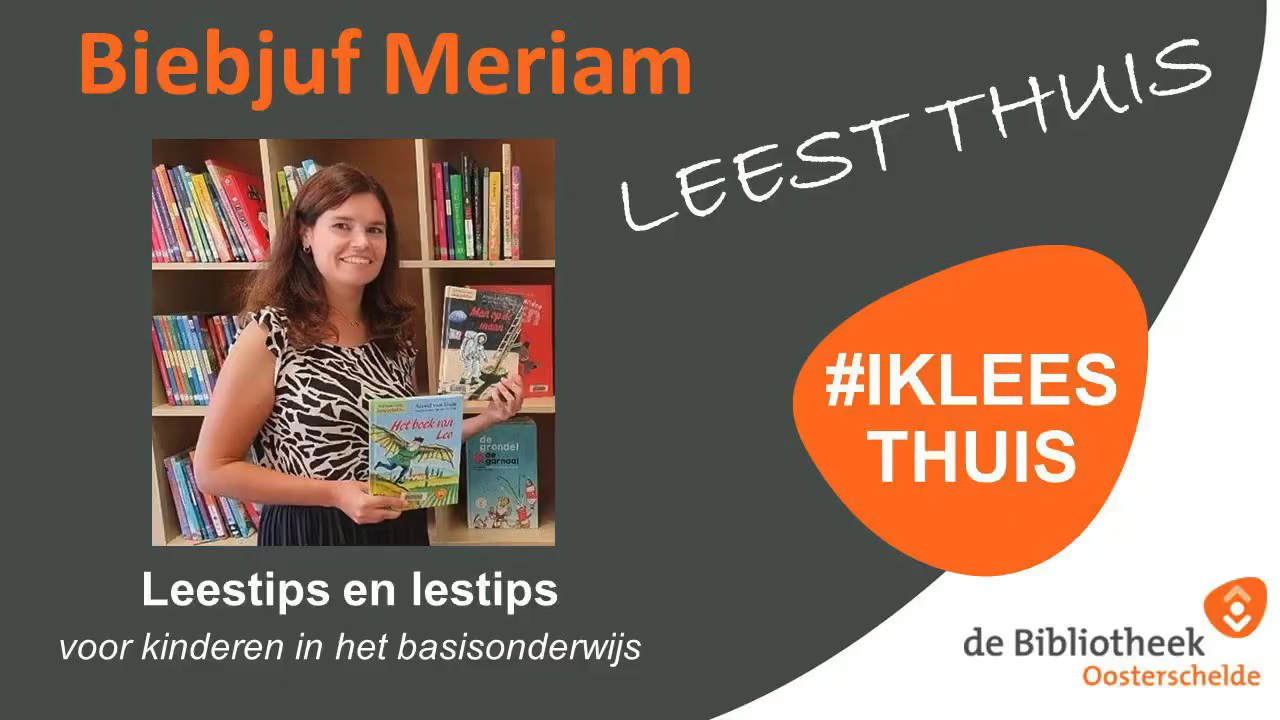 Biebjuf Meriam
LEEST THUIS
Man op de
maan
Het boek van
Leo
de
grondel
& de
garnaal
#IKLEES
THUIS
Leestips en lestips
voor kinderen in het basisonderwijs
de Bibliotheek
Oosterschelde